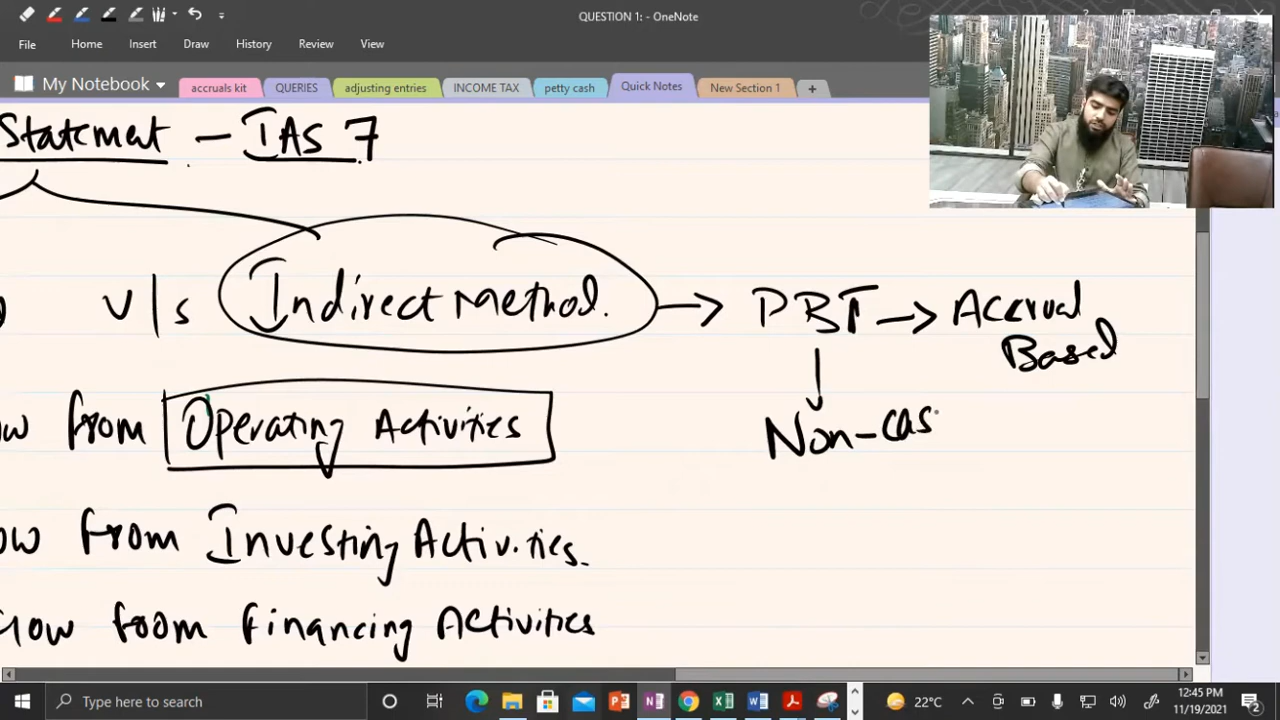 QUESTION 1: - OneNote
File
Home
Insert
Draw
History
Review
View
My Notebook
accruals kit
QUERIES
adjusting entries
INCOME TAX
petty cash
Quick Notes
New Section 1
+
Statement - IAS 7
v/s Indirect Method. → PBT → Accrual
Based
ow from Operating Activities
Non-cas
ow from Investing Activities.
flow from Financing Activities
Type here to search
22°C
12:45 PM
11/19/2021
2